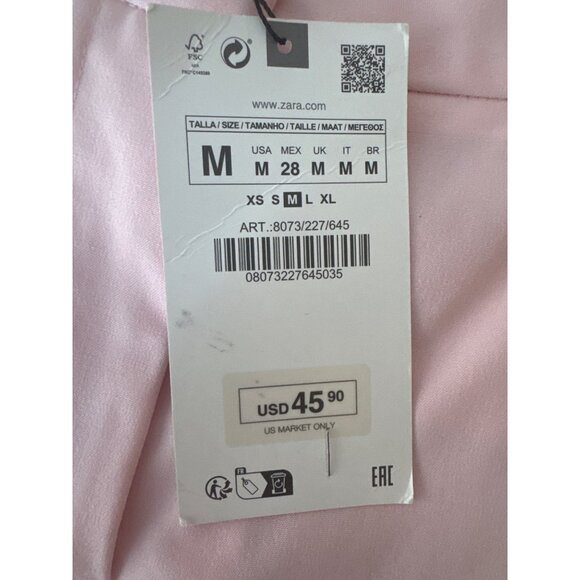 FSC
www.zara.com
TALLA / SIZE / TAMANHO / TAILLE / MAAT / ΜΕΓΕΘΟΣ
M
USA MEX UK IT BR
M 28 M M M
XS S M L XL
ART.:8073/227/645
08073227645035
USD 45 90
US MARKET ONLY
FR
EAC